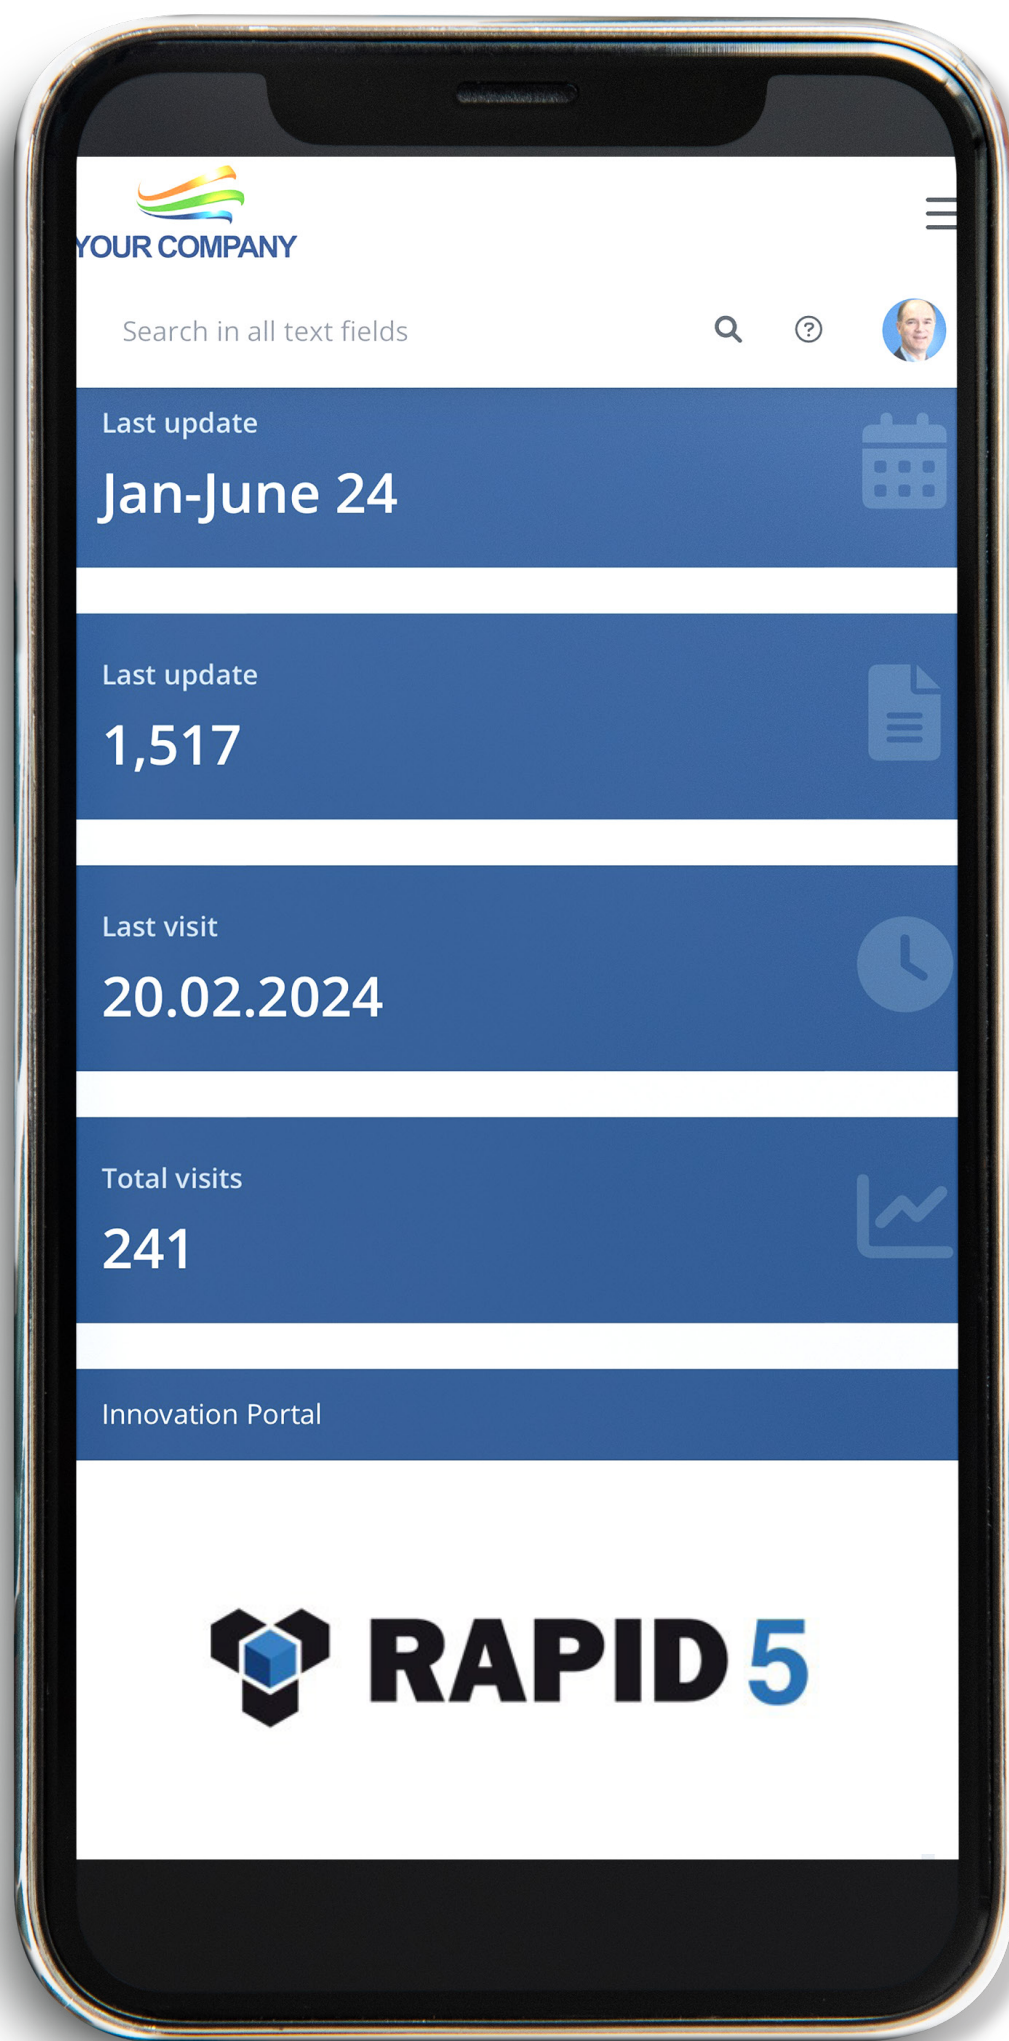 YOUR COMPANY
Search in all text fields
Last update
Jan-June 24
Last update
1,517
Last visit
20.02.2024
Total visits
241
Innovation Portal
RAPID 5